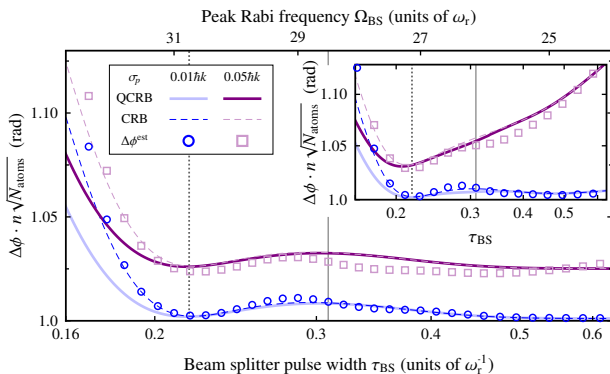 Peak Rabi frequency Ω_BS (units of ω_r)
31 29 27 25
Δϕ · n √N_atoms (rad)
1.10
1.05
1.0
0.16 0.2 0.3 0.4 0.5 0.6
Beam splitter pulse width τ_BS (units of ω_r^-1)
σ_p 0.01ħk 0.05ħk
QCRB
CRB
Δϕ^est
Δϕ · n √N_atoms (rad)
1.10
1.05
1.0
0.2 0.3 0.4 0.5
τ_BS